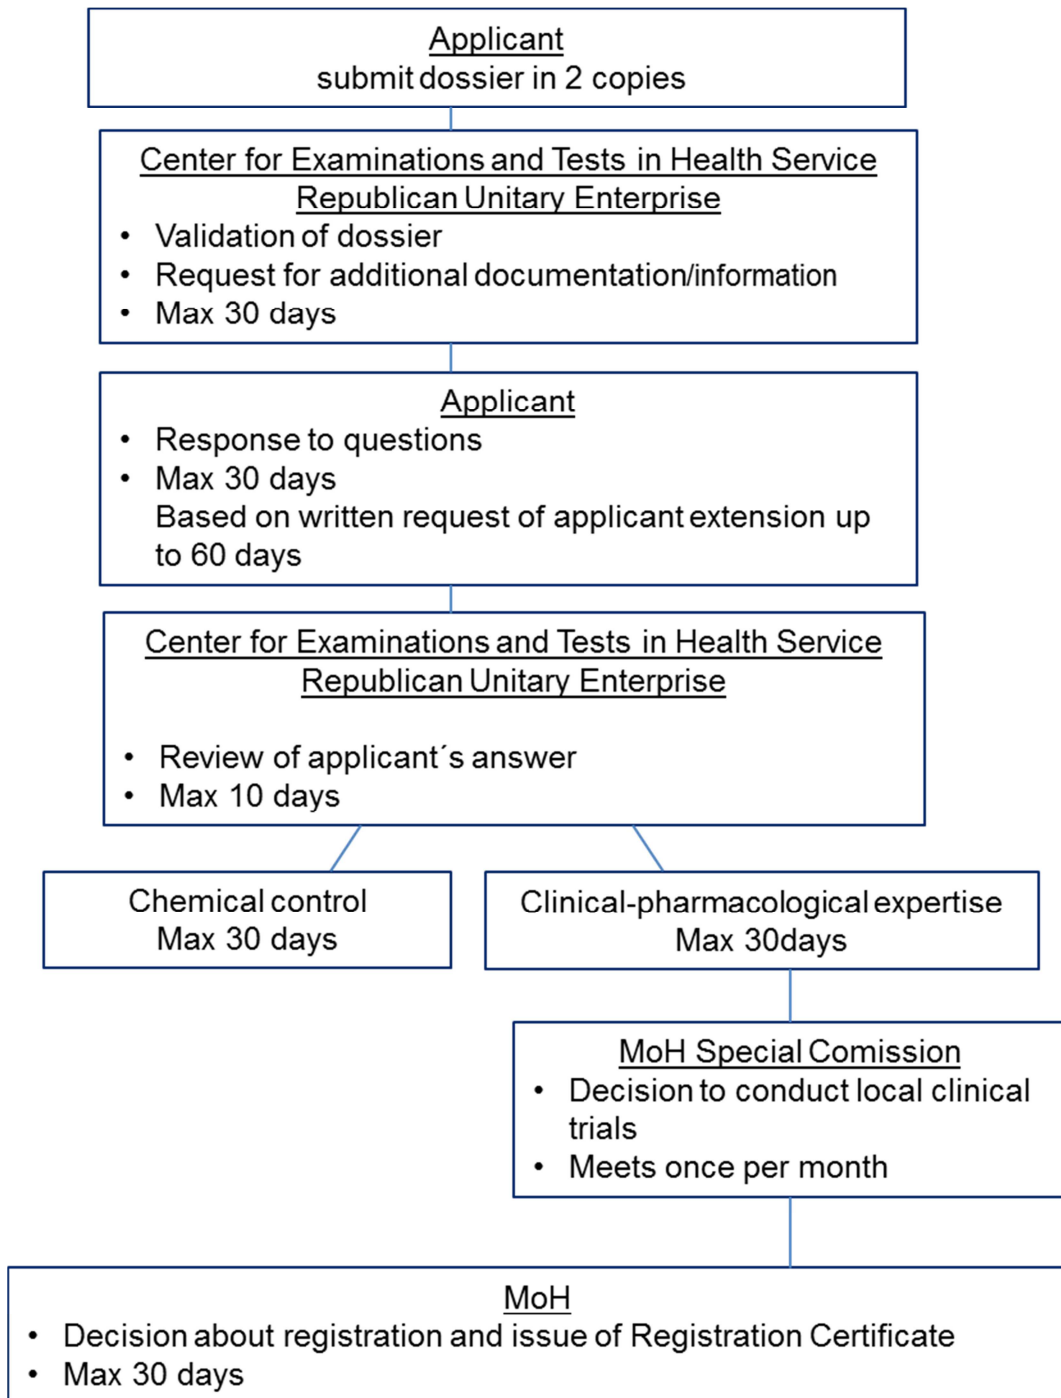 Applicant
submit dossier in 2 copies
Center for Examinations and Tests in Health Service
Republican Unitary Enterprise
• Validation of dossier
• Request for additional documentation/information
• Max 30 days
Applicant
• Response to questions
• Max 30 days
Based on written request of applicant extension up
to 60 days
Center for Examinations and Tests in Health Service
Republican Unitary Enterprise
• Review of applicant´s answer
• Max 10 days
Chemical control
Max 30 days
Clinical-pharmacological expertise
Max 30days
MoH Special Comission
• Decision to conduct local clinical
trials
• Meets once per month
MoH
• Decision about registration and issue of Registration Certificate
• Max 30 days